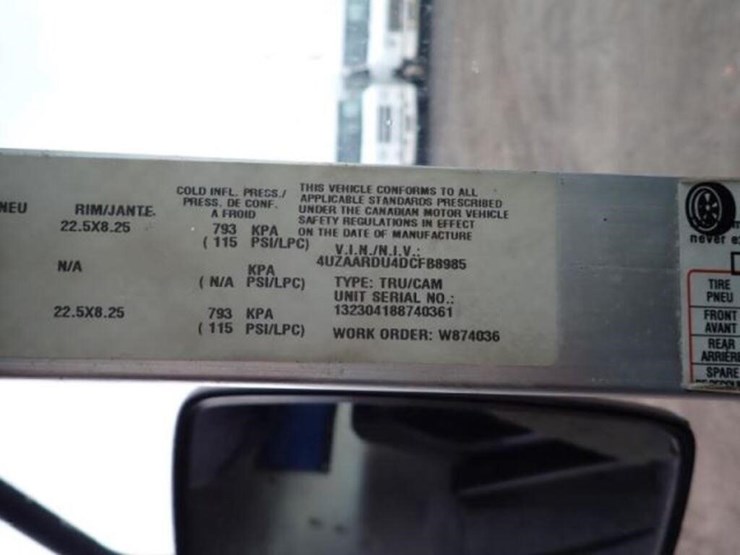 NEU
RIM/JANTE
22.5X8.25
N/A
22.5X8.25
COLD INFL. PRESS./
PRESS. DE CONF.
A FROID
793 KPA
( 115 PSI/LPC)
KPA
( N/A PSI/LPC)
793 KPA
( 115 PSI/LPC)
THIS VEHICLE CONFORMS TO ALL
APPLICABLE STANDARDS PRESCRIBED
UNDER THE CANADIAN MOTOR VEHICLE
SAFETY REGULATIONS IN EFFECT
ON THE DATE OF MANUFACTURE
V.I.N./N.I.V.:
4UZAARDU4DCFB8985
TYPE: TRU/CAM
UNIT SERIAL NO.:
132304188740361
WORK ORDER: W874036
never
TIRE
PNEU
FRONT
AVANT
REAR
ARRIERE
SPARE